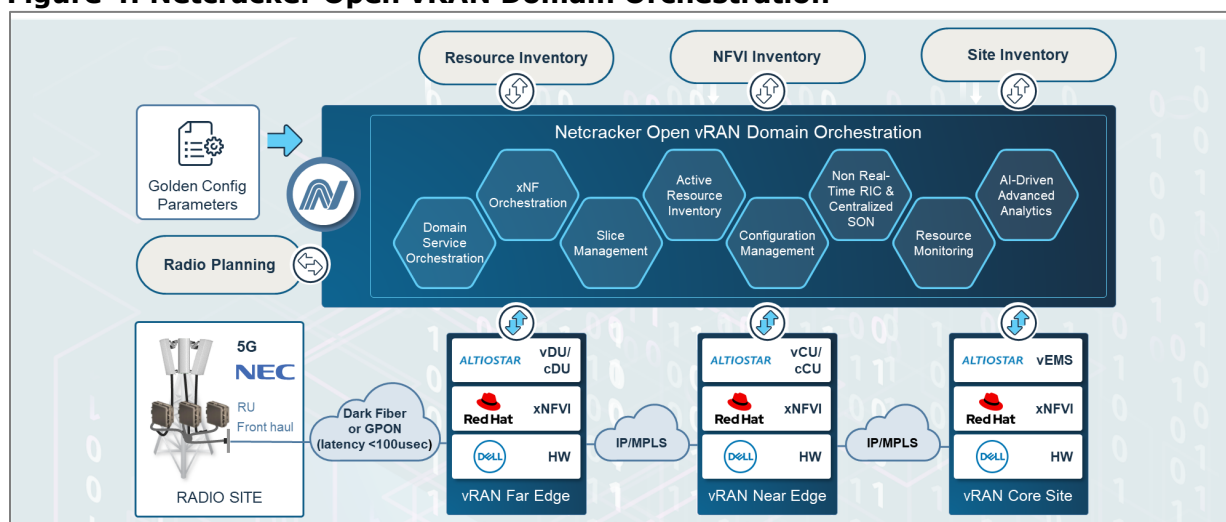 Figure 4: Netcracker Open vRAN Domain Orchestration
Resource Inventory
NFVI Inventory
Site Inventory
Golden Config
Parameters
Netcracker Open vRAN Domain Orchestration
Domain
Service
Orchestration
xNF
Orchestration
Slice
Management
Active
Resource
Inventory
Configuration
Management
Non Real-
Time RIC &
Centralized
SON
Resource
Monitoring
AI-Driven
Advanced
Analytics
Radio Planning
5G
NEC
RU
Front haul
RADIO SITE
Dark Fiber
or GPON
(latency <100usec)
ALTIOSTAR vDU/
cDU
Red Hat xNFVI
DELL HW
vRAN Far Edge
IP/MPLS
ALTIOSTAR vCU/
cCU
Red Hat xNFVI
DELL HW
vRAN Near Edge
IP/MPLS
ALTIOSTAR vEMS
Red Hat xNFVI
DELL HW
vRAN Core Site